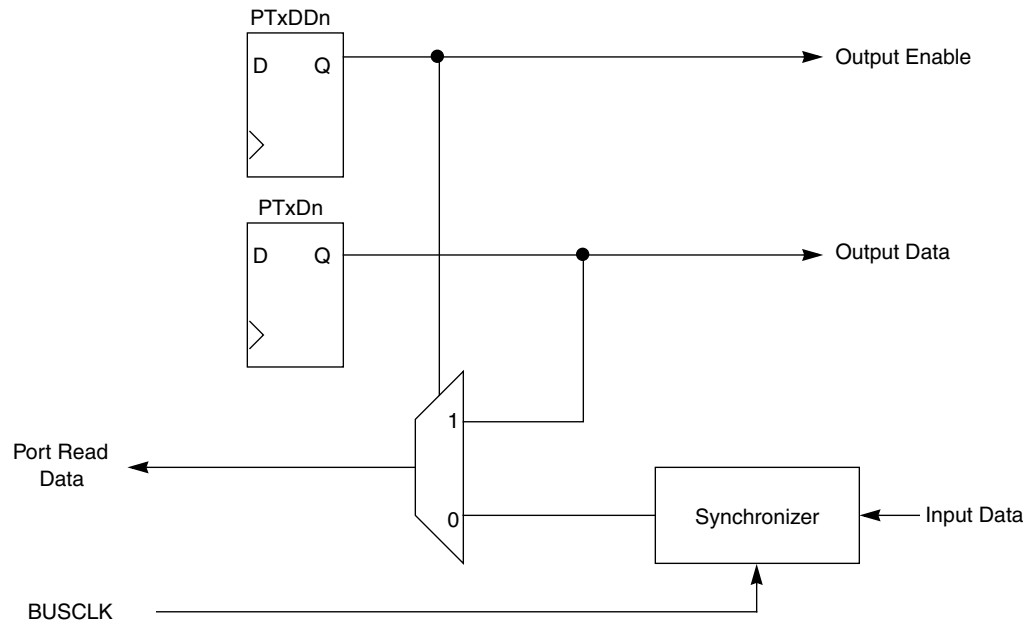 PTxDDn
D Q
Output Enable
PTxDn
D Q
Output Data
1
Port Read
Data
0
Synchronizer
Input Data
BUSCLK